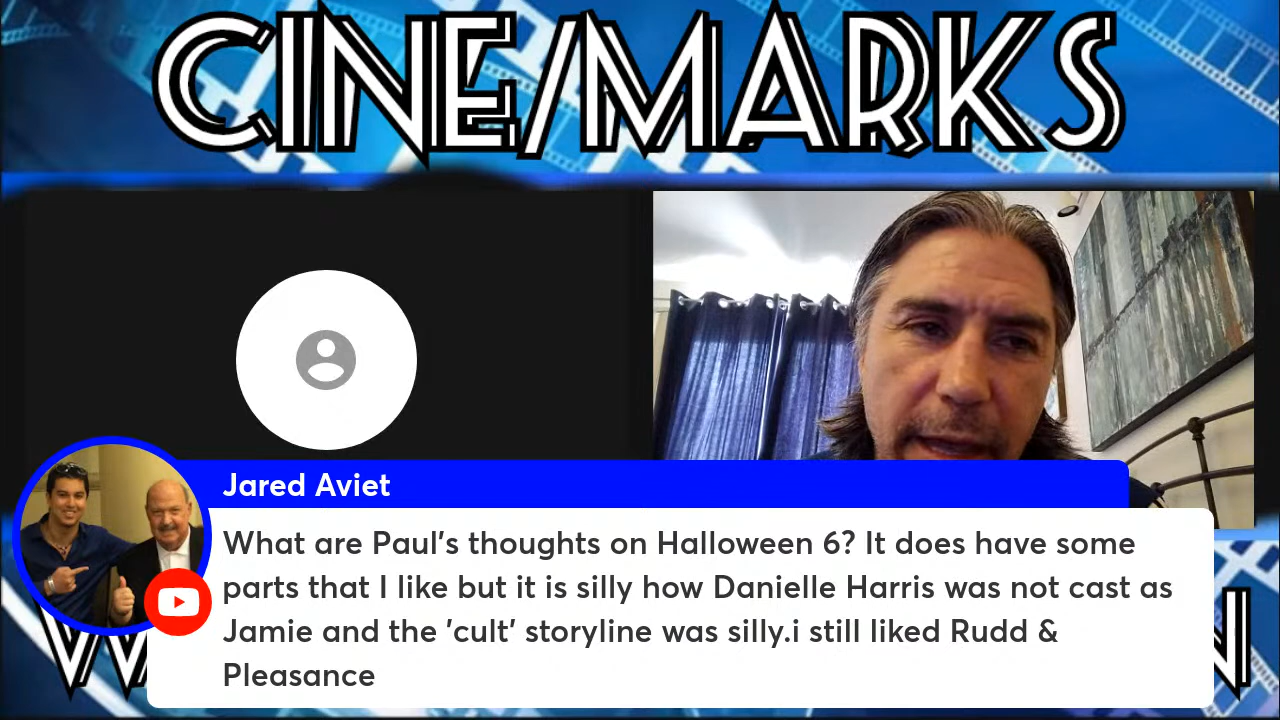 CINE/MARKS
Jared Aviet
What are Paul's thoughts on Halloween 6? It does have some
parts that I like but it is silly how Danielle Harris was not cast as
Jamie and the 'cult' storyline was silly.i still liked Rudd &
Pleasance